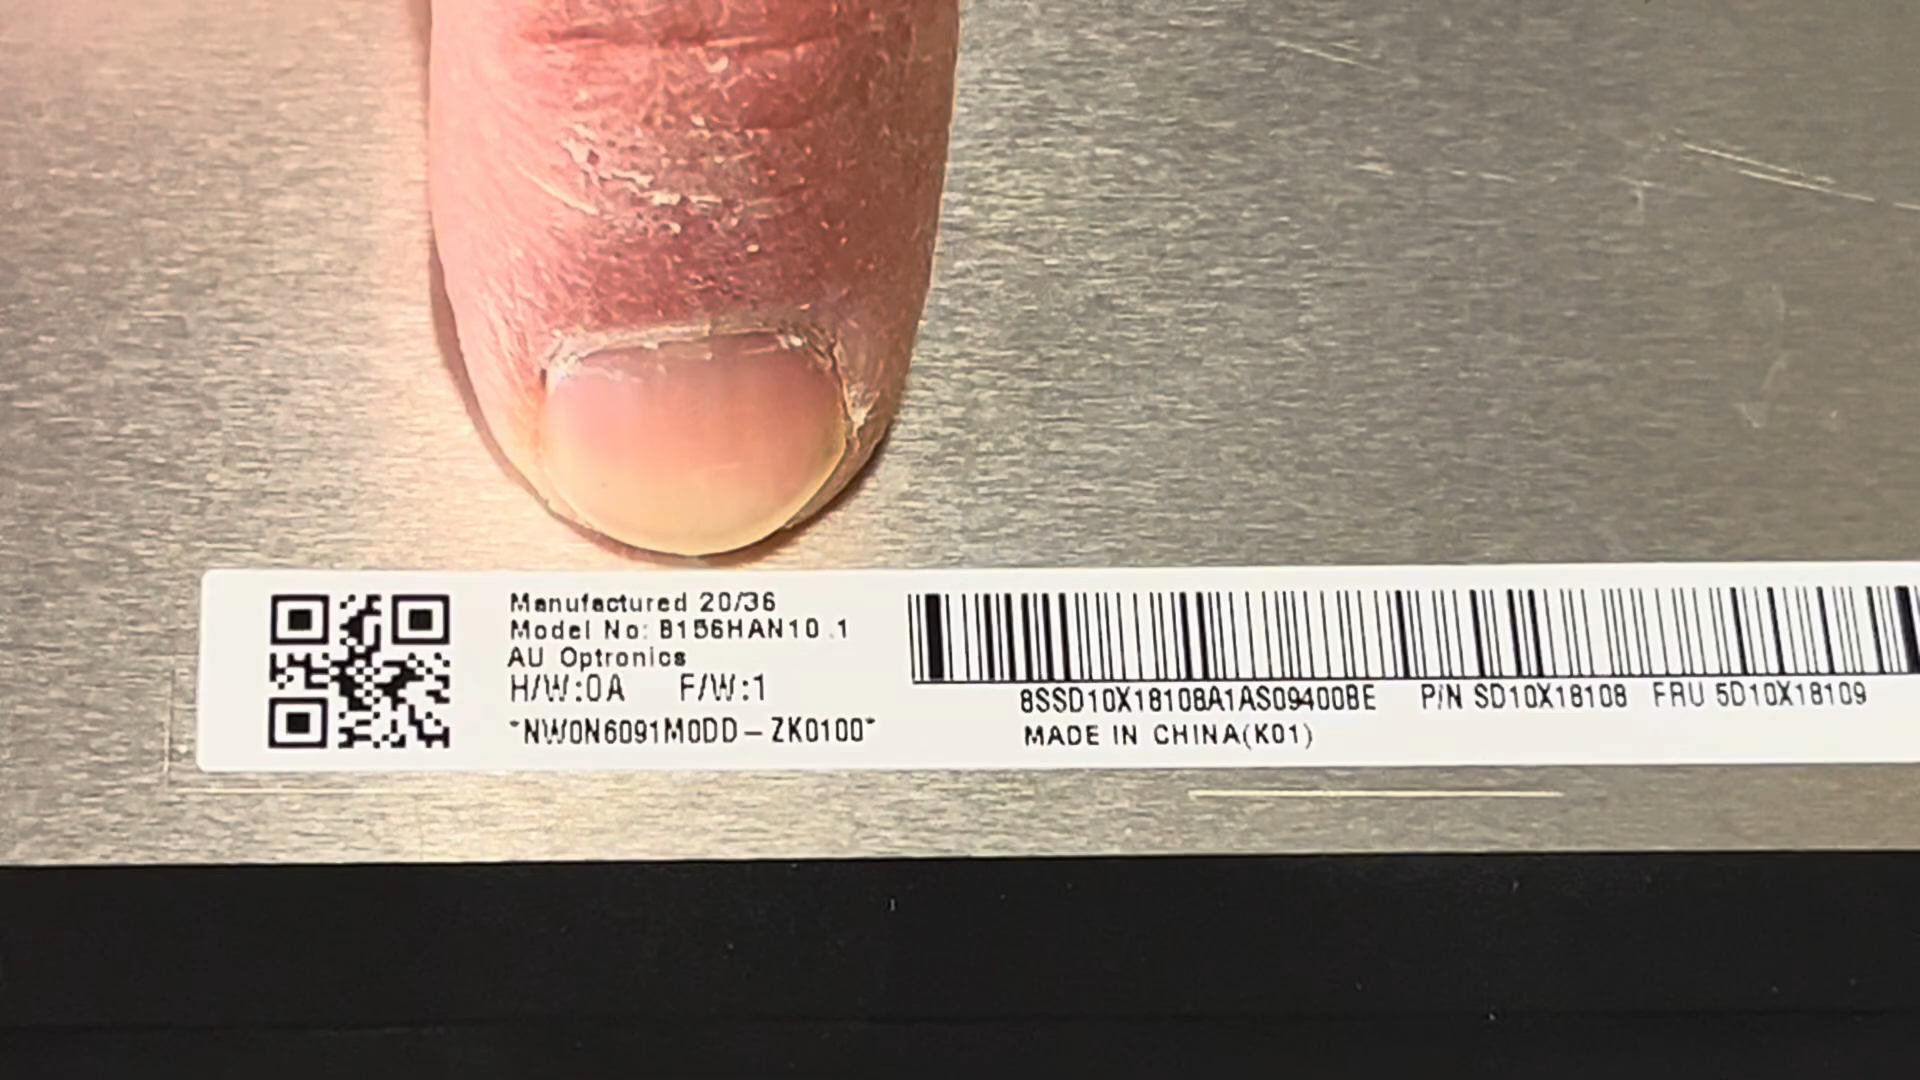 Manufactured 20/36
Model No: B156HAN10.1
AU Optronics
H/W:0A F/W:1
*NW0N6091M0DD-ZK0100*
8SSD10X18108A1AS09400BE P/N SD10X18108 FRU 5D10X18109
MADE IN CHINA(K01)